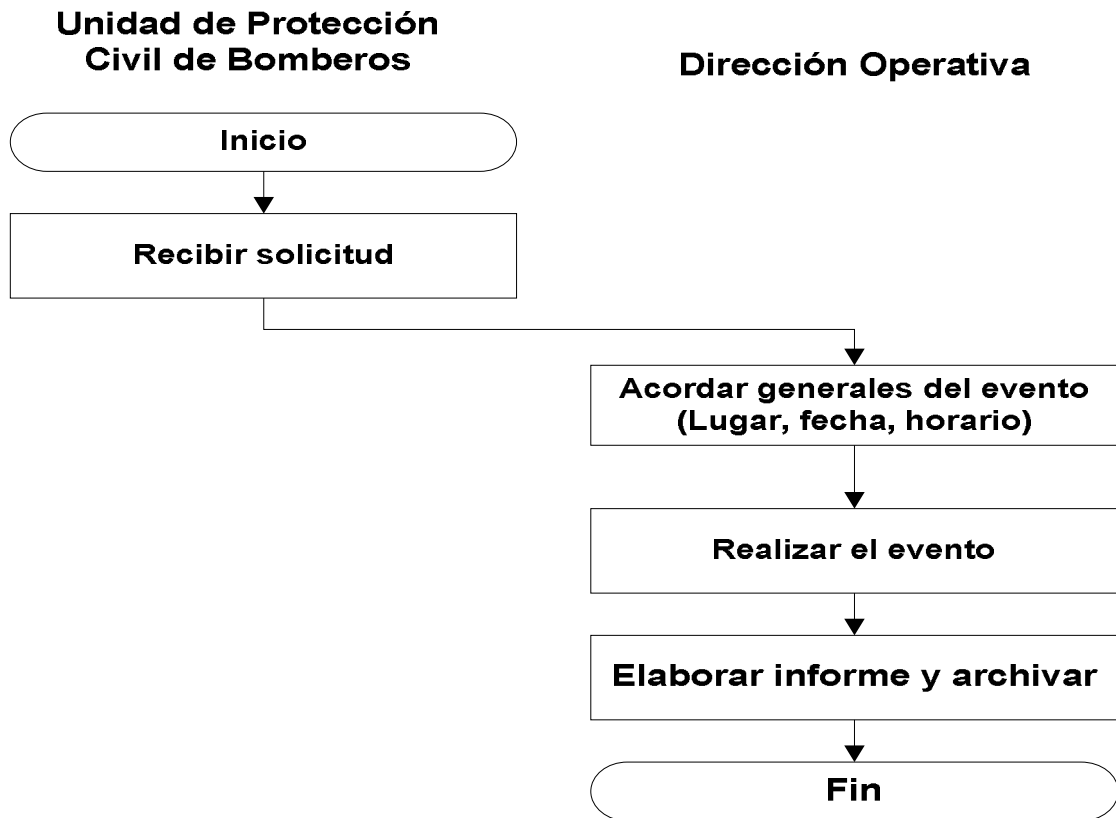 Unidad de Protección
Civil de Bomberos
Dirección Operativa
Inicio
Recibir solicitud
Acordar generales del evento
(Lugar, fecha, horario)
Realizar el evento
Elaborar informe y archivar
Fin